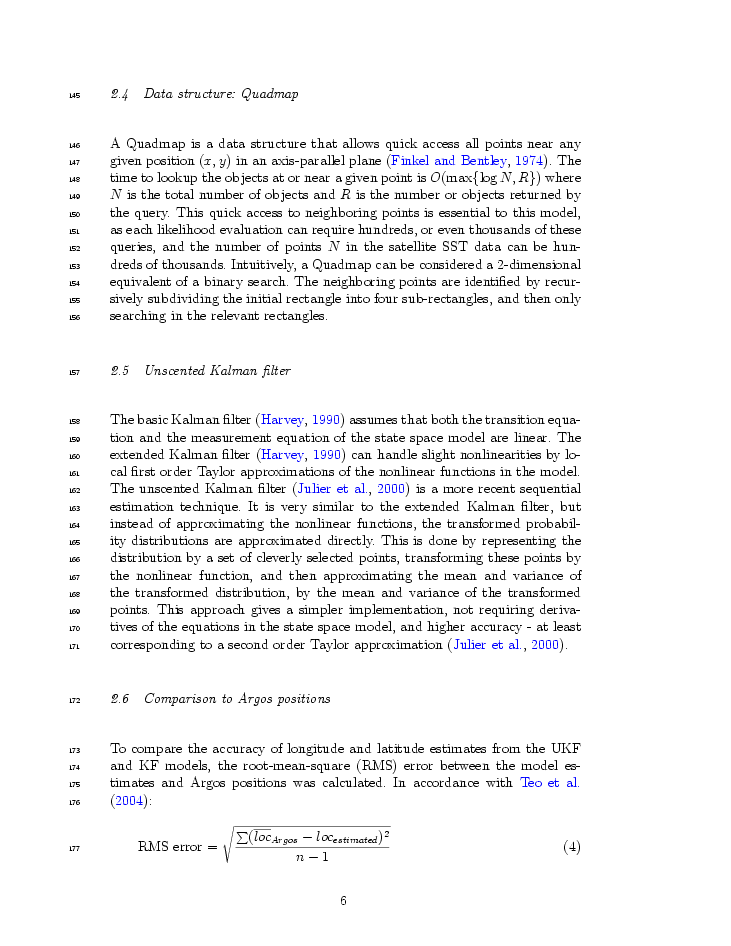 145 2.4 Data structure: Quadmap
146 A Quadmap is a data structure that allows quick access all points near any
147 given position (x, y) in an axis-parallel plane (Finkel and Bentley, 1974). The
148 time to lookup the objects at or near a given point is O(max{log N, R}) where
149 N is the total number of objects and R is the number or objects returned by
150 the query. This quick access to neighboring points is essential to this model,
151 as each likelihood evaluation can require hundreds, or even thousands of these
152 queries, and the number of points N in the satellite SST data can be hun-
153 dreds of thousands. Intuitively, a Quadmap can be considered a 2-dimensional
154 equivalent of a binary search. The neighboring points are identified by recur-
155 sively subdividing the initial rectangle into four sub-rectangles, and then only
156 searching in the relevant rectangles.
157 2.5 Unscented Kalman filter
158 The basic Kalman filter (Harvey, 1990) assumes that both the transition equa-
159 tion and the measurement equation of the state space model are linear. The
160 extended Kalman filter (Harvey, 1990) can handle slight nonlinearities by lo-
161 cal first order Taylor approximations of the nonlinear functions in the model.
162 The unscented Kalman filter (Julier et al., 2000) is a more recent sequential
163 estimation technique. It is very similar to the extended Kalman filter, but
164 instead of approximating the nonlinear functions, the transformed probabil-
165 ity distributions are approximated directly. This is done by representing the
166 distribution by a set of cleverly selected points, transforming these points by
167 the nonlinear function, and then approximating the mean and variance of
168 the transformed distribution, by the mean and variance of the transformed
169 points. This approach gives a simpler implementation, not requiring deriva-
170 tives of the equations in the state space model, and higher accuracy - at least
171 corresponding to a second order Taylor approximation (Julier et al., 2000).
172 2.6 Comparison to Argos positions
173 To compare the accuracy of longitude and latitude estimates from the UKF
174 and KF models, the root-mean-square (RMS) error between the model es-
175 timates and Argos positions was calculated. In accordance with Teo et al.
176 (2004):
177 RMS error = √(∑(l̅o̅c̅_Argos − loc_estimated)² / (n − 1)) (4)
6